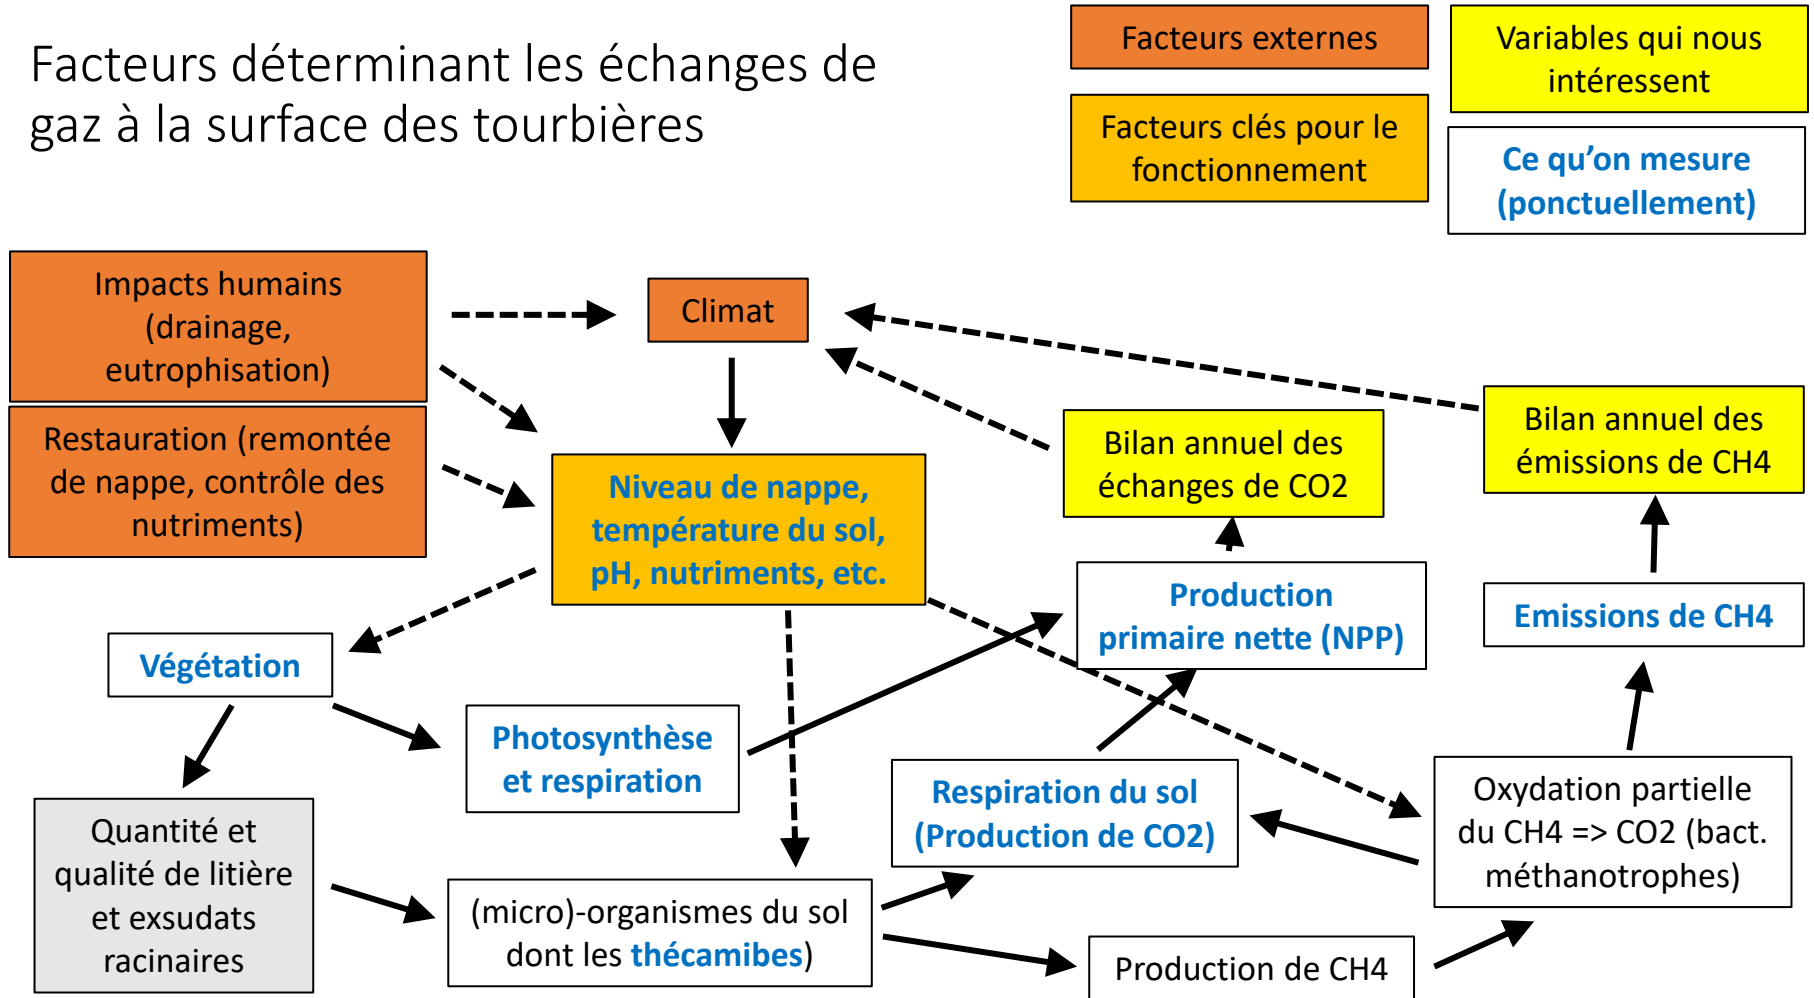 Facteurs déterminant les échanges de
gaz à la surface des tourbières
Facteurs externes
Variables qui nous
intéressent
Facteurs clés pour le
fonctionnement
Ce qu’on mesure
(ponctuellement)
Impacts humains
(drainage,
eutrophisation)
Climat
Restauration (remontée
de nappe, contrôle des
nutriments)
Niveau de nappe,
température du sol,
pH, nutriments, etc.
Bilan annuel des
échanges de CO2
Bilan annuel des
émissions de CH4
Production
primaire nette (NPP)
Emissions de CH4
Végétation
Photosynthèse
et respiration
Respiration du sol
(Production de CO2)
Oxydation partielle
du CH4 => CO2 (bact.
méthanotrophes)
Quantité et
qualité de litière
et exsudats
racinaires
(micro)-organismes du sol
dont les thécamibes)
Production de CH4